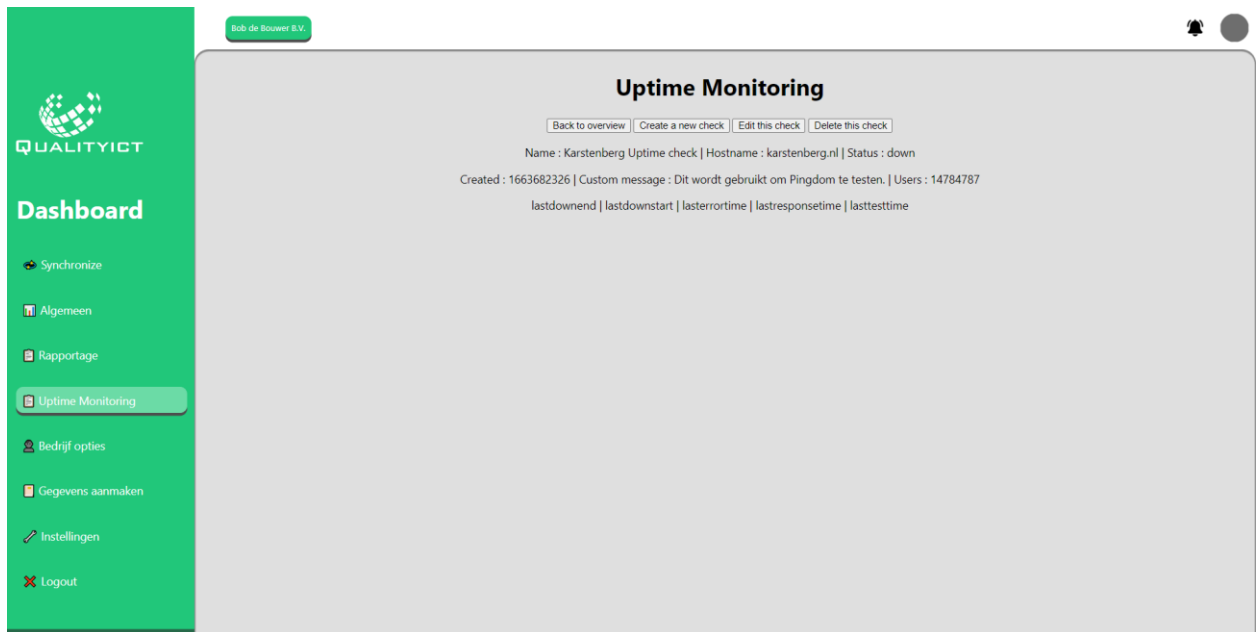 Bob de Bouwer B.V.
QUALITYICT
Dashboard
Synchronize
Algemeen
Rapportage
Uptime Monitoring
Bedrijf opties
Gegevens aanmaken
Instellingen
Logout
Uptime Monitoring
Back to overview Create a new check Edit this check Delete this check
Name : Karstenberg Uptime check | Hostname : karstenberg.nl | Status : down
Created : 1663682326 | Custom message : Dit wordt gebruikt om Pingdom te testen. | Users : 14784787
lastdownend | lastdownstart | lasterrortime | lastresponsetime | lasttesttime